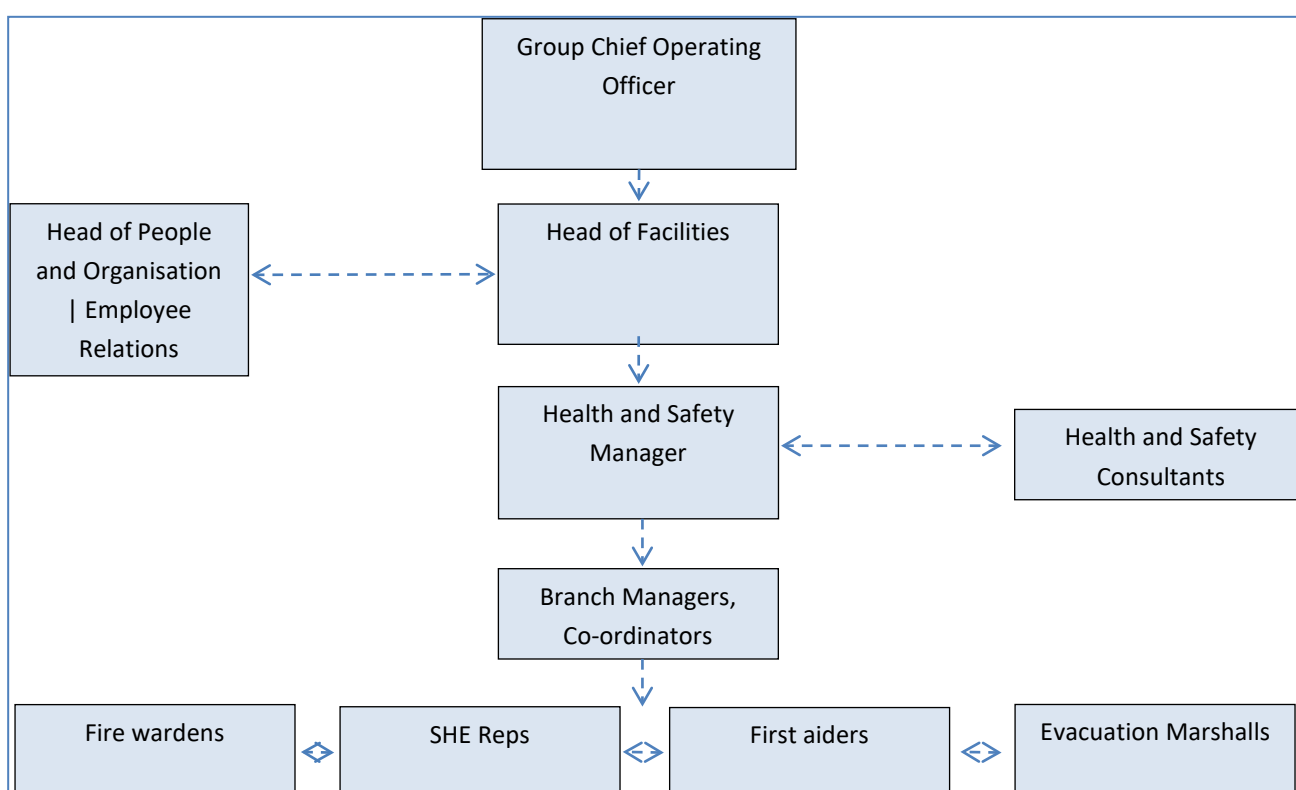 Group Chief Operating
Officer
Head of People
and Organisation
| Employee
Relations
Head of Facilities
Health and Safety
Manager
Health and Safety
Consultants
Branch Managers,
Co-ordinators
Fire wardens
SHE Reps
First aiders
Evacuation Marshalls